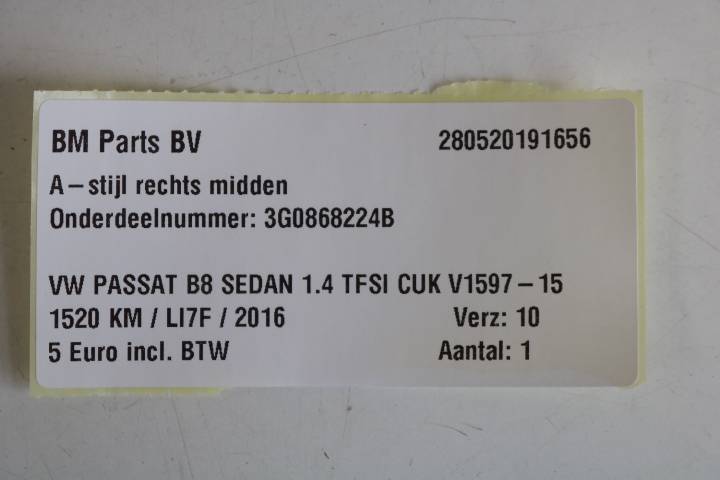 BM Parts BV 280520191656
A-stijl rechts midden
Onderdeelnummer: 3G0868224B
VW PASSAT B8 SEDAN 1.4 TFSI CUK V1597-15
1520 KM / LI7F / 2016 Verz: 10
5 Euro incl. BTW Aantal: 1